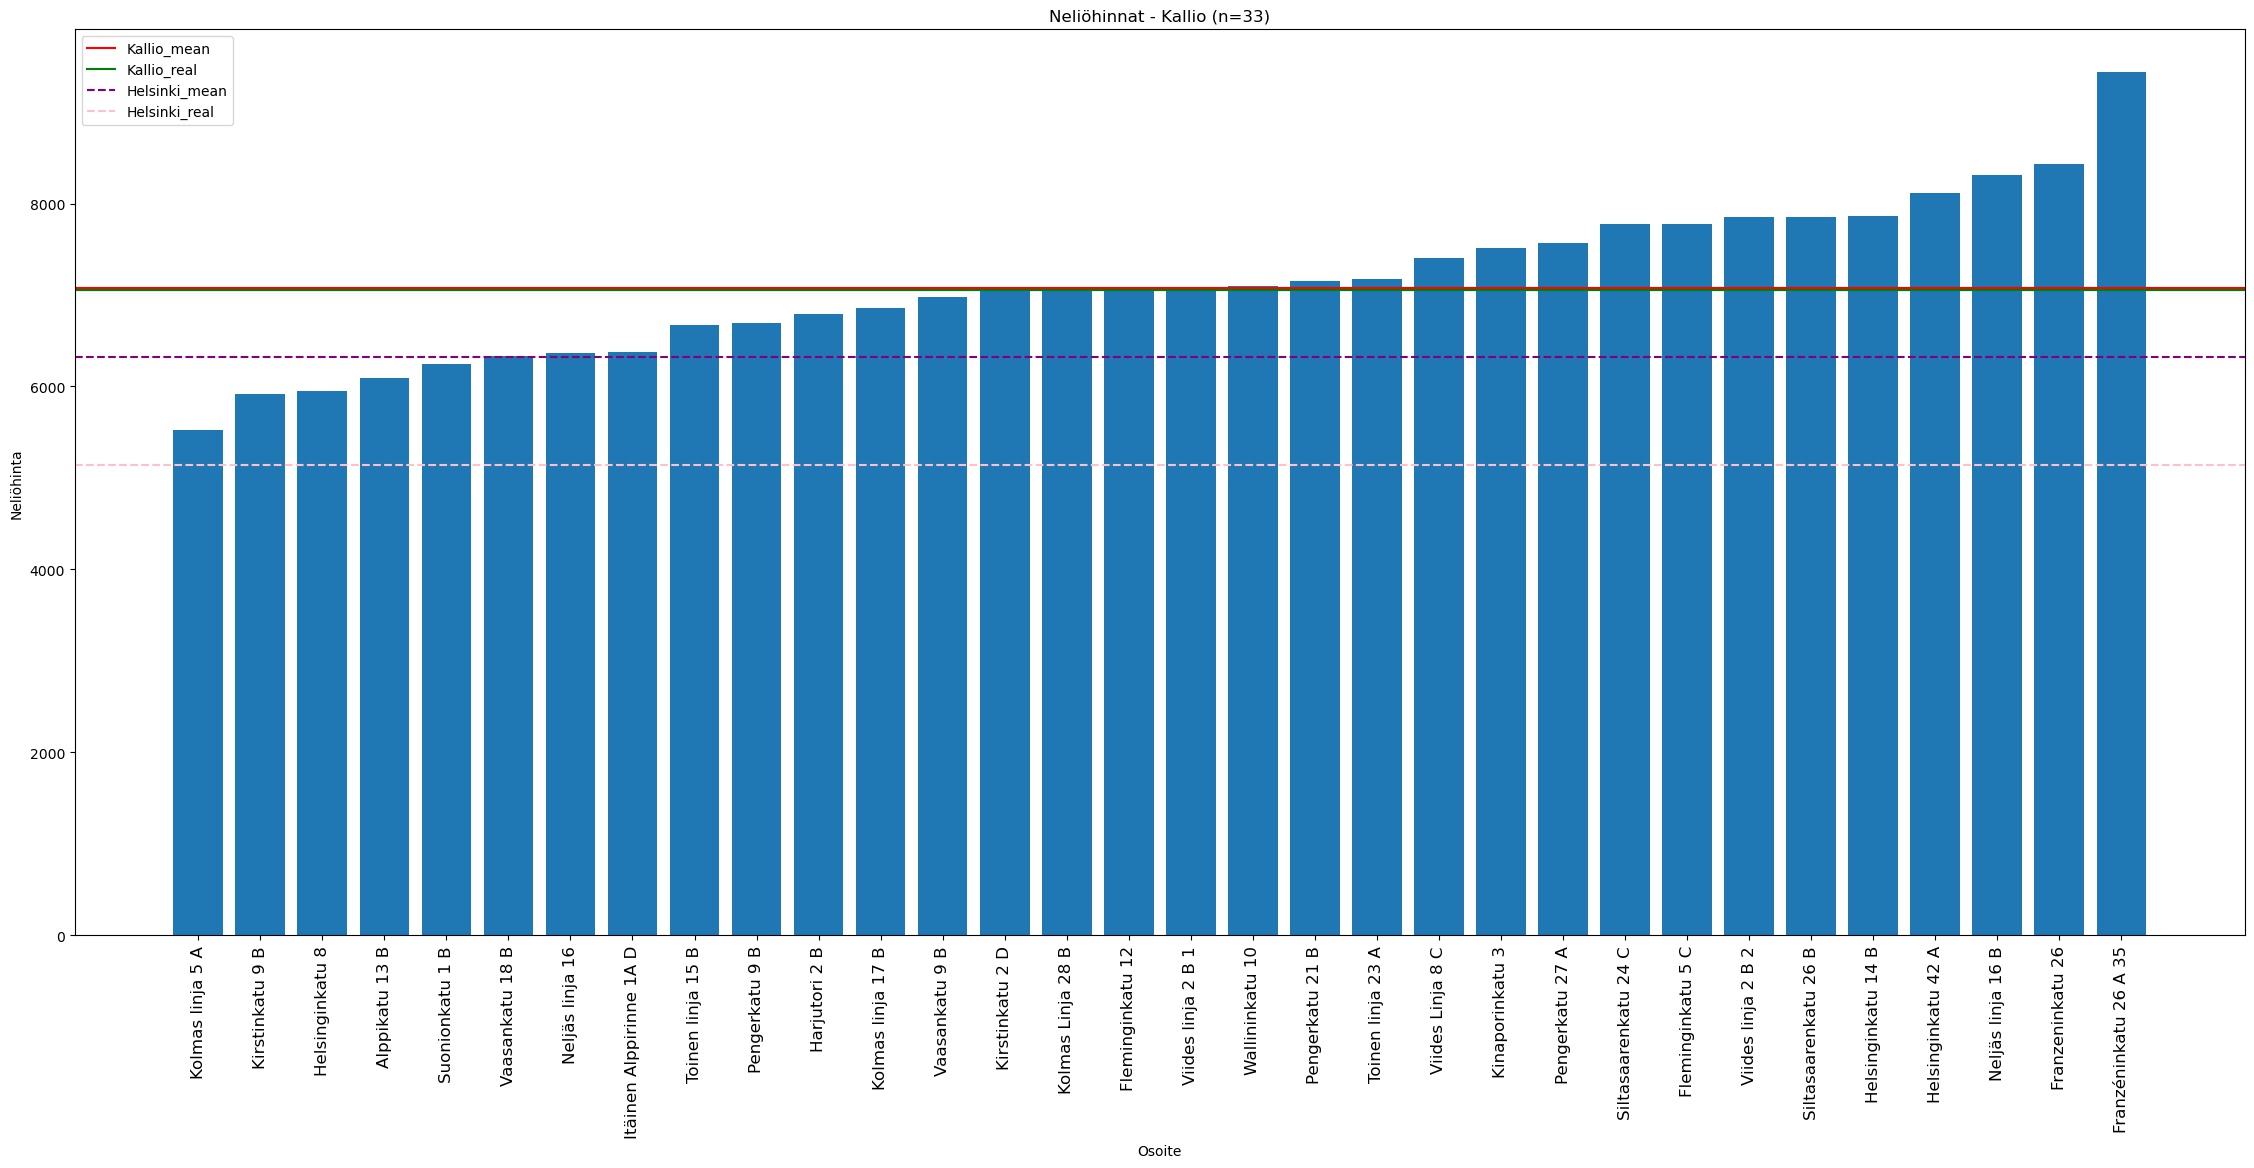 Neliöhinnat - Kallio (n=33)
Kallio_mean
Kallio_real
Helsinki_mean
Helsinki_real
Neliöhinta
8000
6000
4000
2000
0
Kolmas linja 5 A
Kirstinkatu 9 B
Helsinginkatu 8
Alppikatu 13 B
Suonionkatu 1 B
Vaasankatu 18 B
Neljäs linja 16
Itäinen Alppirinne 1A D
Toinen linja 15 B
Pengerkatu 9 B
Harjutori 2 B
Kolmas linja 17 B
Vaasankatu 9 B
Kirstinkatu 2 D
Kolmas Linja 28 B
Fleminginkatu 12
Viides linja 2 B 1
Wallininkatu 10
Pengerkatu 21 B
Toinen linja 23 A
Viides Linja 8 C
Kinaporinkatu 3
Pengerkatu 27 A
Siltasaarenkatu 24 C
Fleminginkatu 5 C
Viides linja 2 B 2
Siltasaarenkatu 26 B
Helsinginkatu 14 B
Helsinginkatu 42 A
Neljäs linja 16 B
Franzeninkatu 26
Franzéninkatu 26 A 35
Osoite